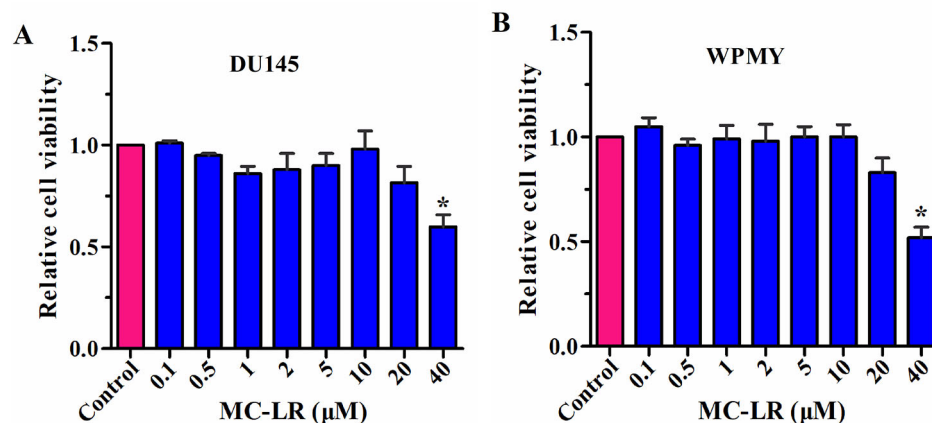 A
DU145
Relative cell viability
1.5
1.0
0.5
0.0
*
Control 0.1 0.5 1 2 5 10 20 40
MC-LR (μM)
B
WPMY
Relative cell viability
1.5
1.0
0.5
0.0
*
Control 0.1 0.5 1 2 5 10 20 40
MC-LR (μM)